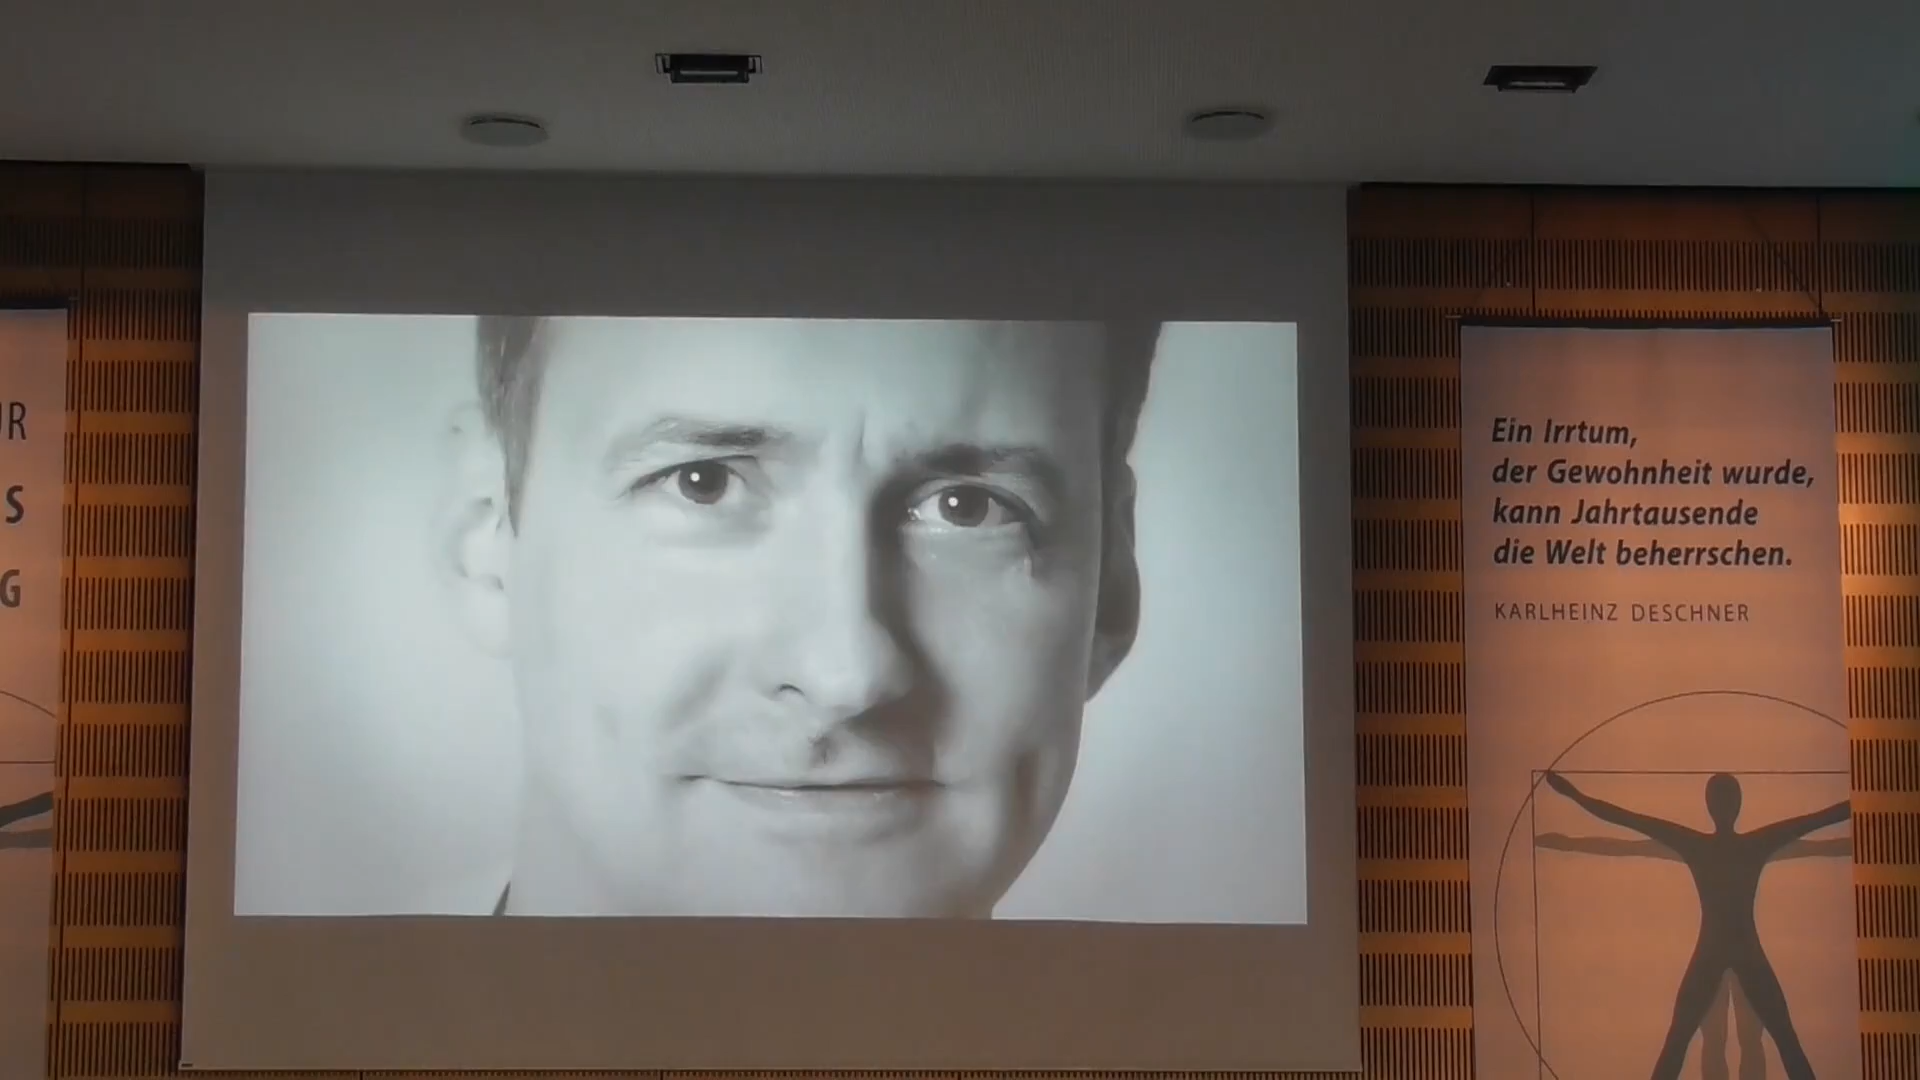 Ein Irrtum,
der Gewohnheit wurde,
kann Jahrtausende
die Welt beherrschen.
KARLHEINZ DESCHNER